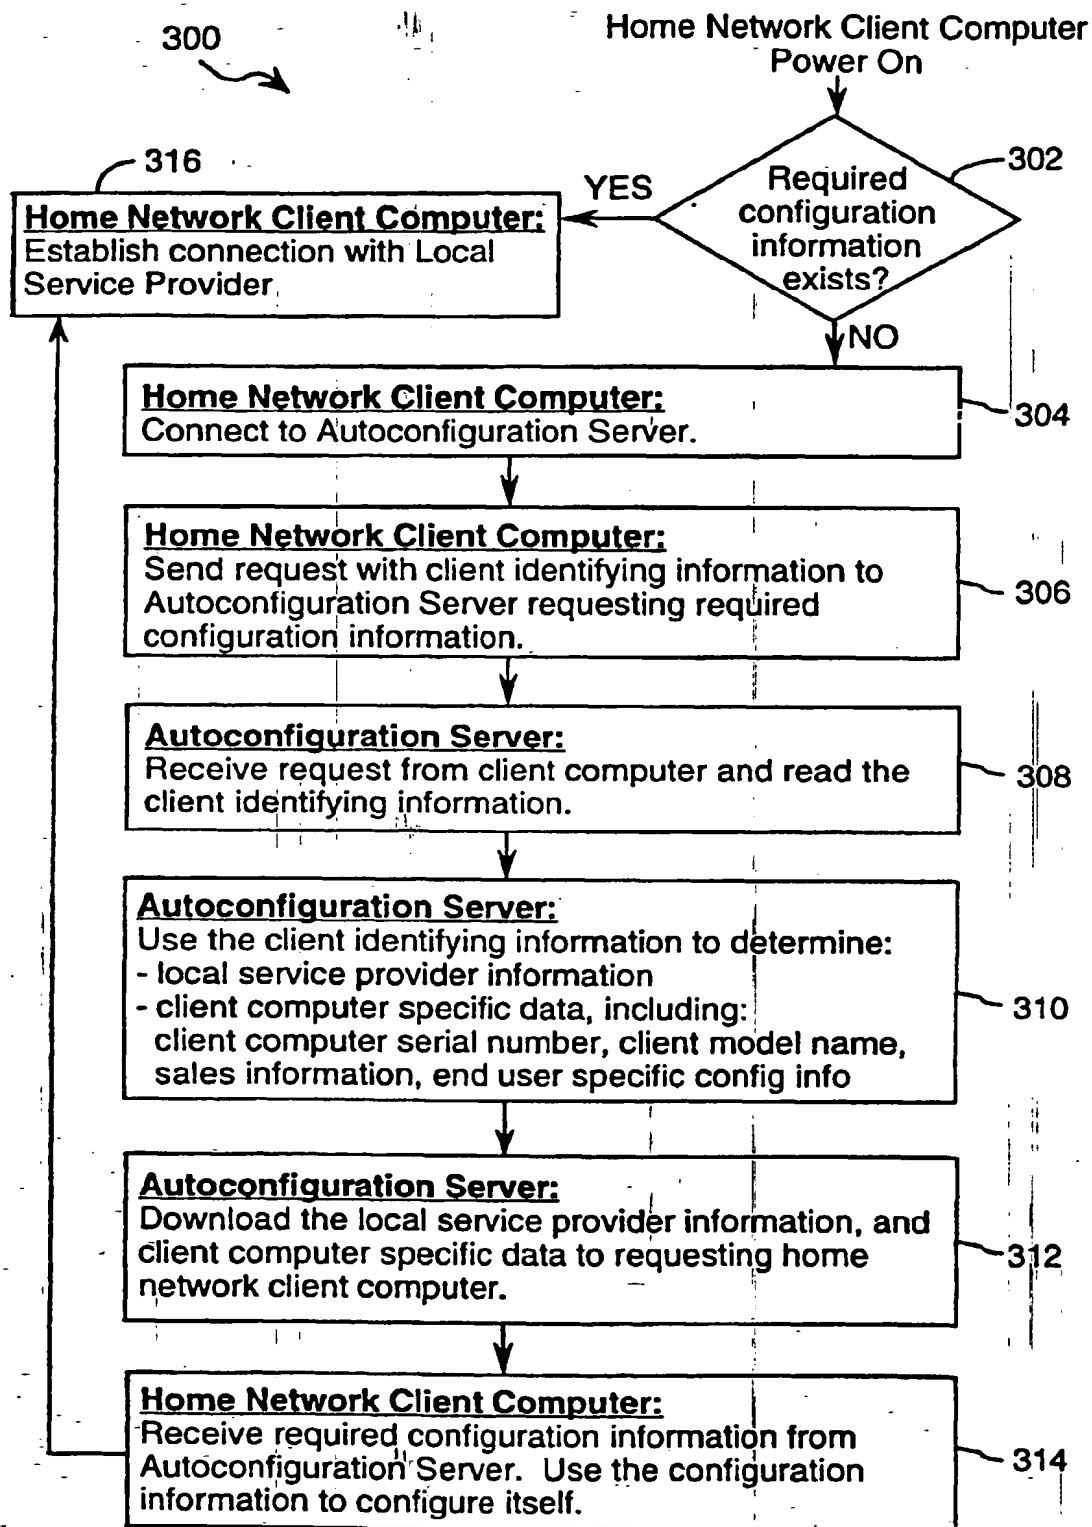 300
Home Network Client Computer
Power On
302
Required
configuration
information
exists?
YES
316
Home Network Client Computer:
Establish connection with Local
Service Provider
NO
Home Network Client Computer:
Connect to Autoconfiguration Server.
304
Home Network Client Computer:
Send request with client identifying information to
Autoconfiguration Server requesting required
configuration information.
306
Autoconfiguration Server:
Receive request from client computer and read the
client identifying information.
308
Autoconfiguration Server:
Use the client identifying information to determine:
- local service provider information
- client computer specific data, including:
client computer serial number, client model name,
sales information, end user specific config info
310
Autoconfiguration Server:
Download the local service provider information, and
client computer specific data to requesting home
network client computer.
312
Home Network Client Computer:
Receive required configuration information from
Autoconfiguration Server. Use the configuration
information to configure itself.
314